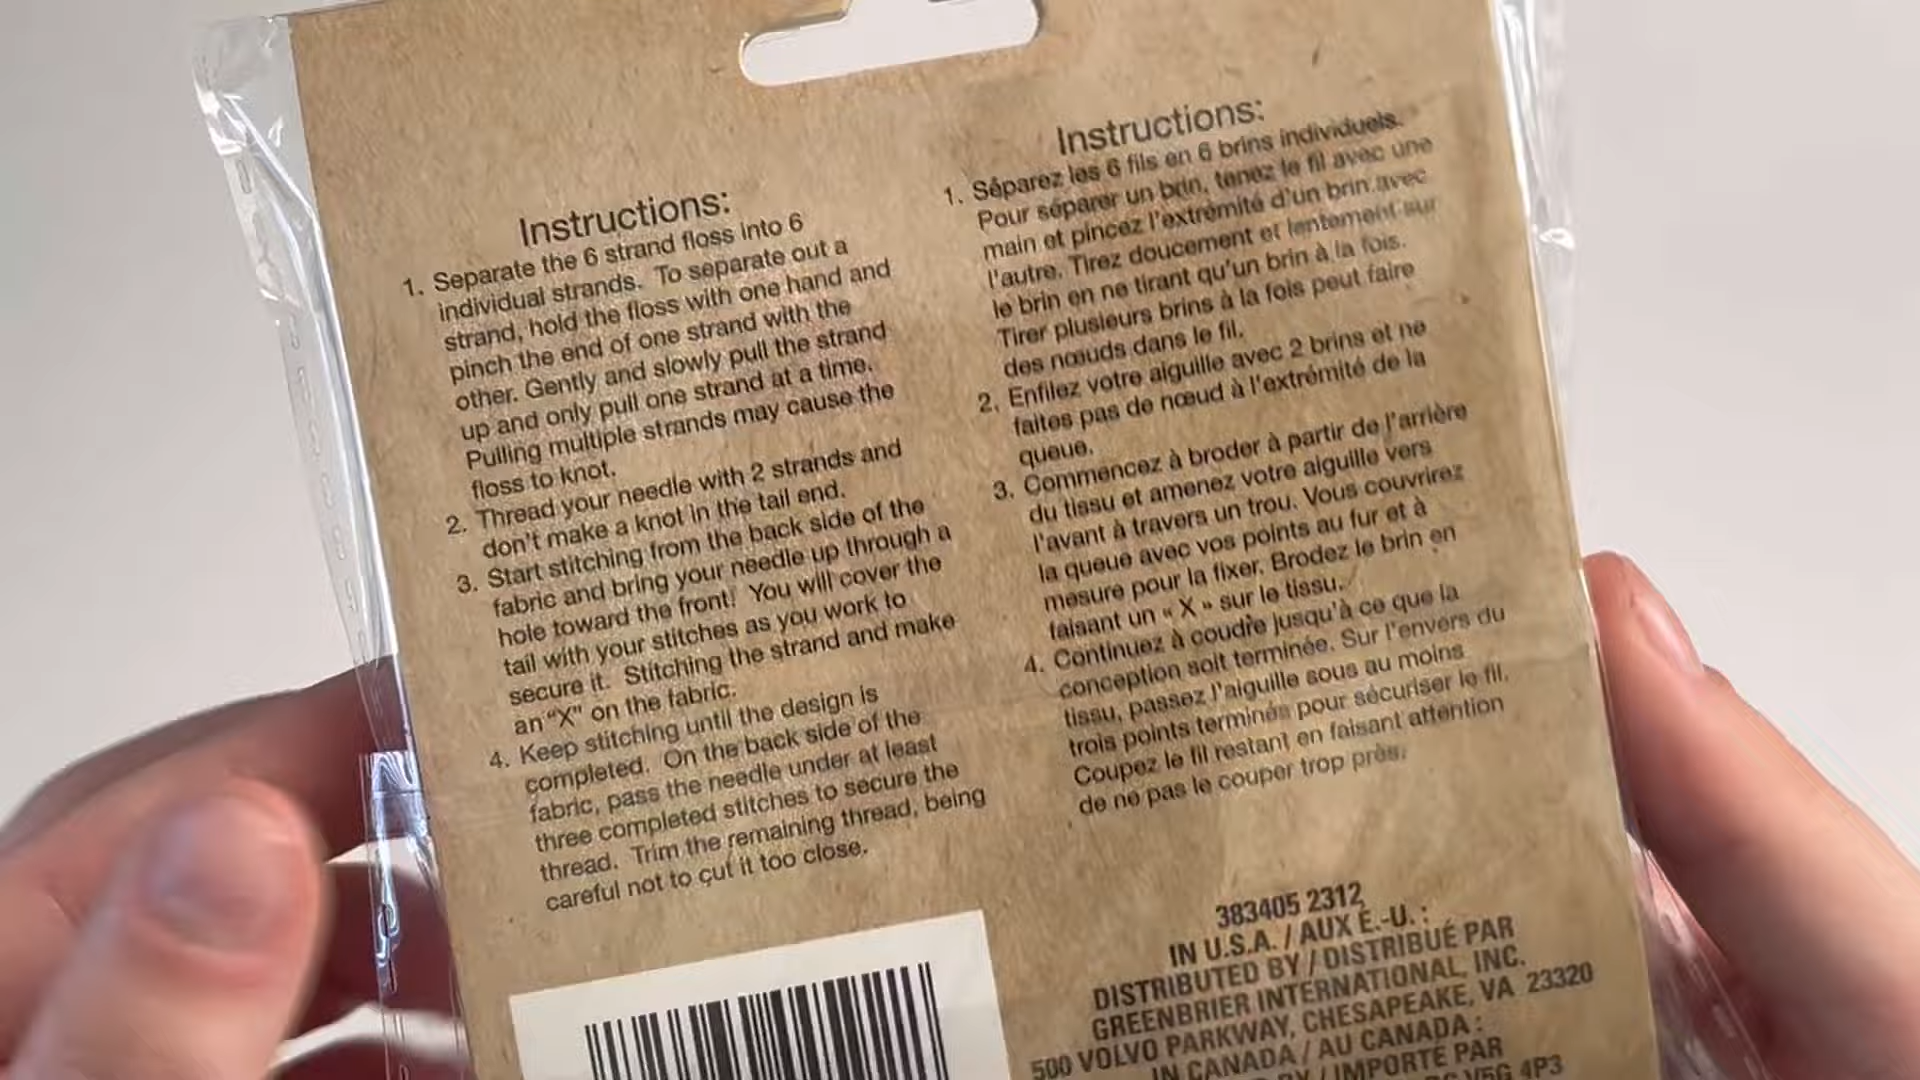 Instructions:
1. Separate the 6 strand floss into 6
individual strands. To separate out a
strand, hold the floss with one hand and
pinch the end of one strand with the
other. Gently and slowly pull the strand
up and only pull one strand at a time.
Pulling multiple strands may cause the
floss to knot.
2. Thread your needle with 2 strands and
don't make a knot in the tail end.
3. Start stitching from the back side of the
fabric and bring your needle up through a
hole toward the front! You will cover the
tail with your stitches as you work to
secure it. Stitching the strand and make
an "X" on the fabric.
4. Keep stitching until the design is
completed. On the back side of the
fabric, pass the needle under at least
three completed stitches to secure the
thread. Trim the remaining thread, being
careful not to cut it too close.
Instructions:
1. Séparez les 6 fils en 6 brins individuels.
Pour séparer un brin, tenez le fil avec une
main et pincez l'extrémité d'un brin avec
l'autre. Tirez doucement et lentement sur
le brin en ne tirant qu'un brin à la fois.
Tirer plusieurs brins à la fois peut faire
des nœuds dans le fil.
2. Enfilez votre aiguille avec 2 brins et ne
faites pas de nœud à l'extrémité de la
queue.
3. Commencez à broder à partir de l'arrière
du tissu et amenez votre aiguille vers
l'avant à travers un trou. Vous couvrirez
la queue avec vos points au fur et à
mesure pour la fixer. Brodez le brin en
faisant un « X » sur le tissu.
4. Continuez à coudre jusqu'à ce que la
conception soit terminée. Sur l'envers du
tissu, passez l'aiguille sous au moins
trois points terminés pour sécuriser le fil.
Coupez le fil restant en faisant attention
de ne pas le couper trop près.
383405 2312
IN U.S.A. / AUX É.-U. :
DISTRIBUTED BY / DISTRIBUÉ PAR
GREENBRIER INTERNATIONAL, INC.
500 VOLVO PARKWAY, CHESAPEAKE, VA 23320
IN CANADA / AU CANADA :
BY / IMPORTÉ PAR
V5G 4P3